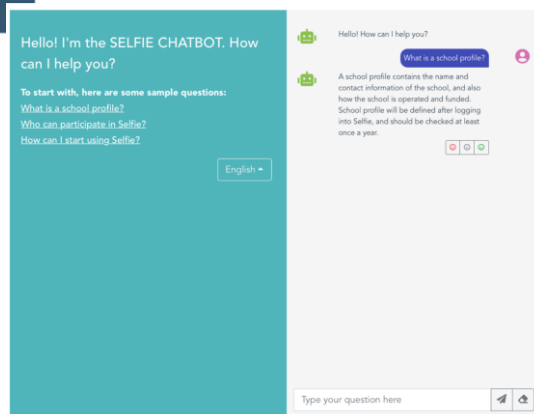 Hello! I'm the SELFIE CHATBOT. How
can I help you?
To start with, here are some sample questions:
What is a school profile?
Who can participate in Selfie?
How can I start using Selfie?
English
Hello! How can I help you?
What is a school profile?
A school profile contains the name and
contact information of the school, and also
how the school is operated and funded.
School profile will be defined after logging
into Selfie, and should be checked at least
once a year.
Type your question here